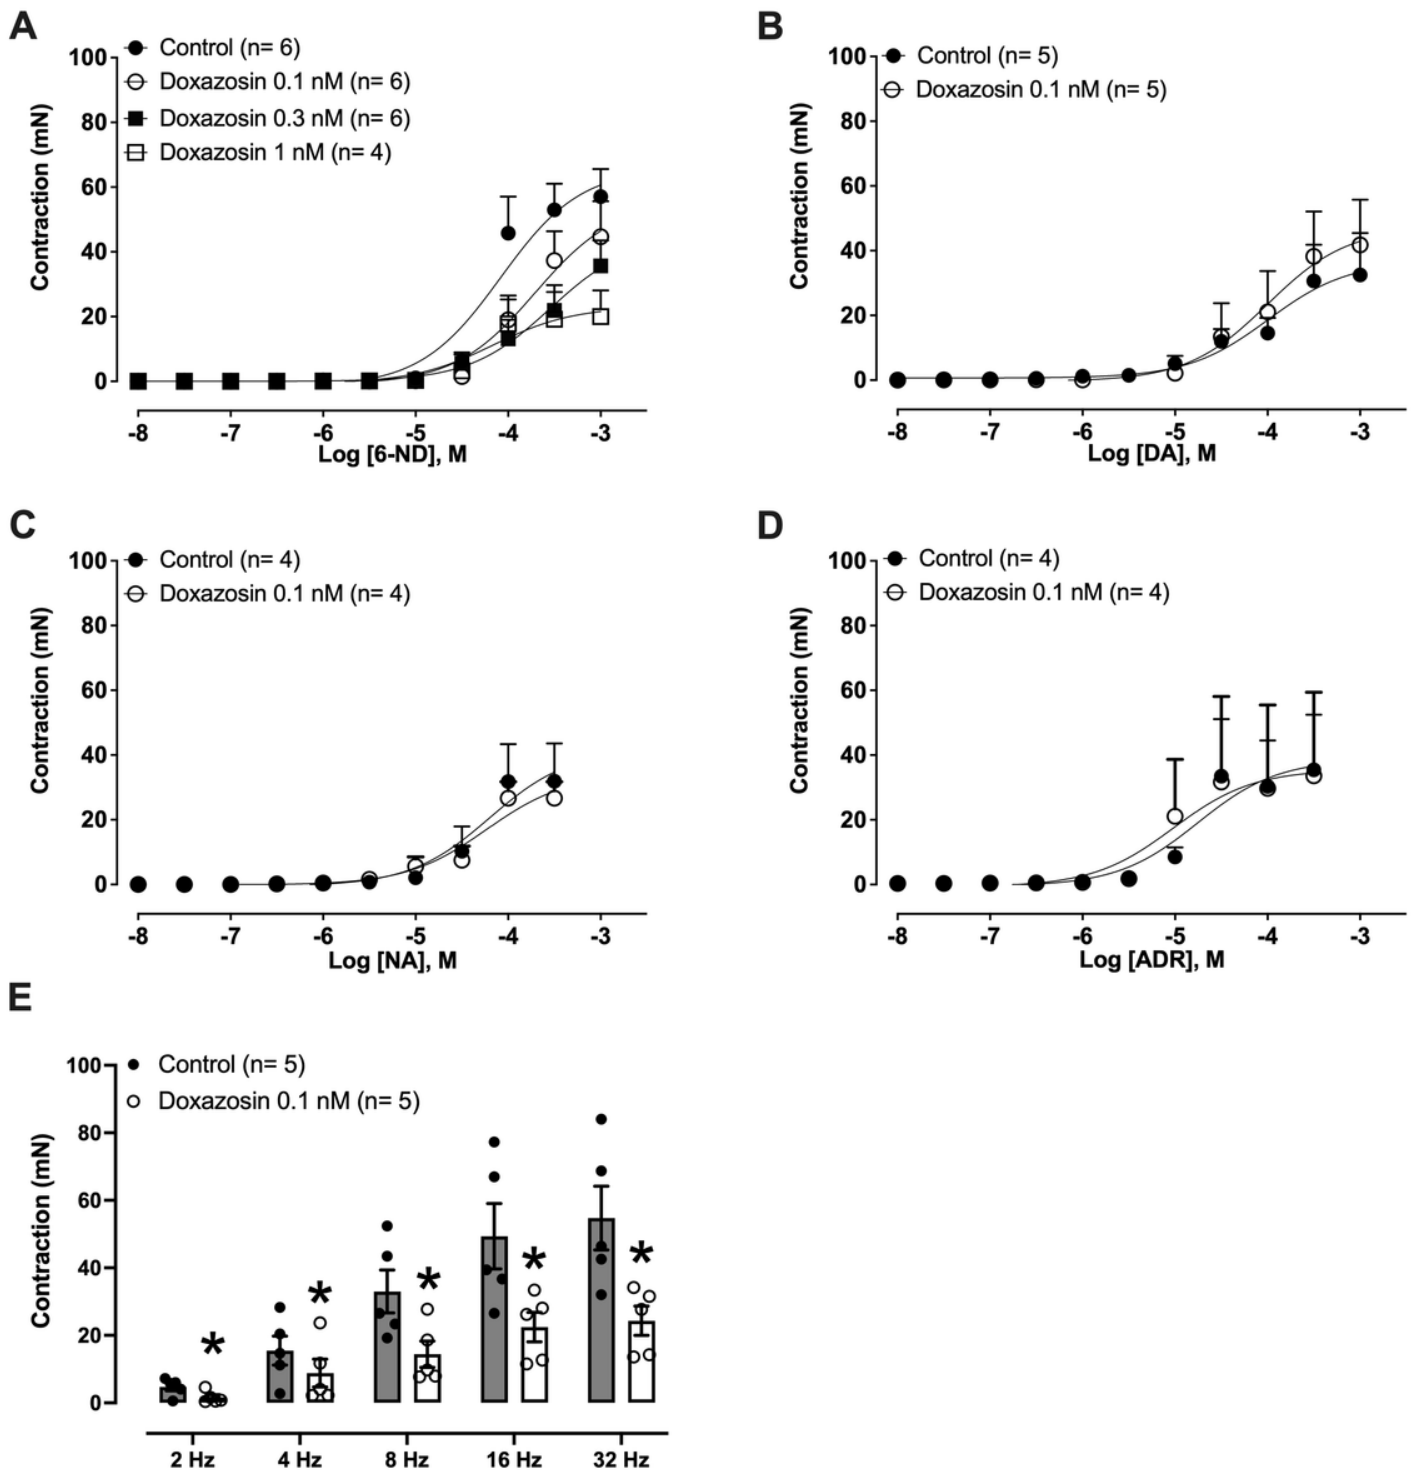 A
Control (n= 6)
Doxazosin 0.1 nM (n= 6)
Doxazosin 0.3 nM (n= 6)
Doxazosin 1 nM (n= 4)
Contraction (mN)
100
80
60
40
20
0
-8 -7 -6 -5 -4 -3
Log [6-ND], M
B
Control (n= 5)
Doxazosin 0.1 nM (n= 5)
Contraction (mN)
100
80
60
40
20
0
-8 -7 -6 -5 -4 -3
Log [DA], M
C
Control (n= 4)
Doxazosin 0.1 nM (n= 4)
Contraction (mN)
100
80
60
40
20
0
-8 -7 -6 -5 -4 -3
Log [NA], M
D
Control (n= 4)
Doxazosin 0.1 nM (n= 4)
Contraction (mN)
100
80
60
40
20
0
-8 -7 -6 -5 -4 -3
Log [ADR], M
E
Control (n= 5)
Doxazosin 0.1 nM (n= 5)
Contraction (mN)
100
80
60
40
20
0
* * * * *
2 Hz 4 Hz 8 Hz 16 Hz 32 Hz